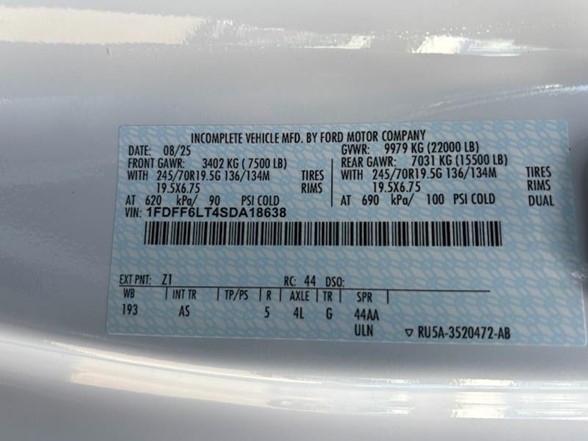 INCOMPLETE VEHICLE MFD. BY FORD MOTOR COMPANY
DATE: 08/25 GVWR: 9979 KG (22000 LB)
FRONT GAWR: 3402 KG (7500 LB) REAR GAWR: 7031 KG (15500 LB)
WITH 245/70R19.5G 136/134M TIRES WITH 245/70R19.5G 136/134M TIRES
19.5X6.75 RIMS 19.5X6.75 RIMS
AT 620 kPa/ 90 PSI COLD AT 690 kPa/ 100 PSI COLD
VIN: 1FDFF6LT4SDA18638
EXT PNT: Z1 RC: 44 DSO:
WB INT TR TP/PS R AXLE TR SPR
193 AS 5 4L G 44AA
ULN RU5A-3520472-AB